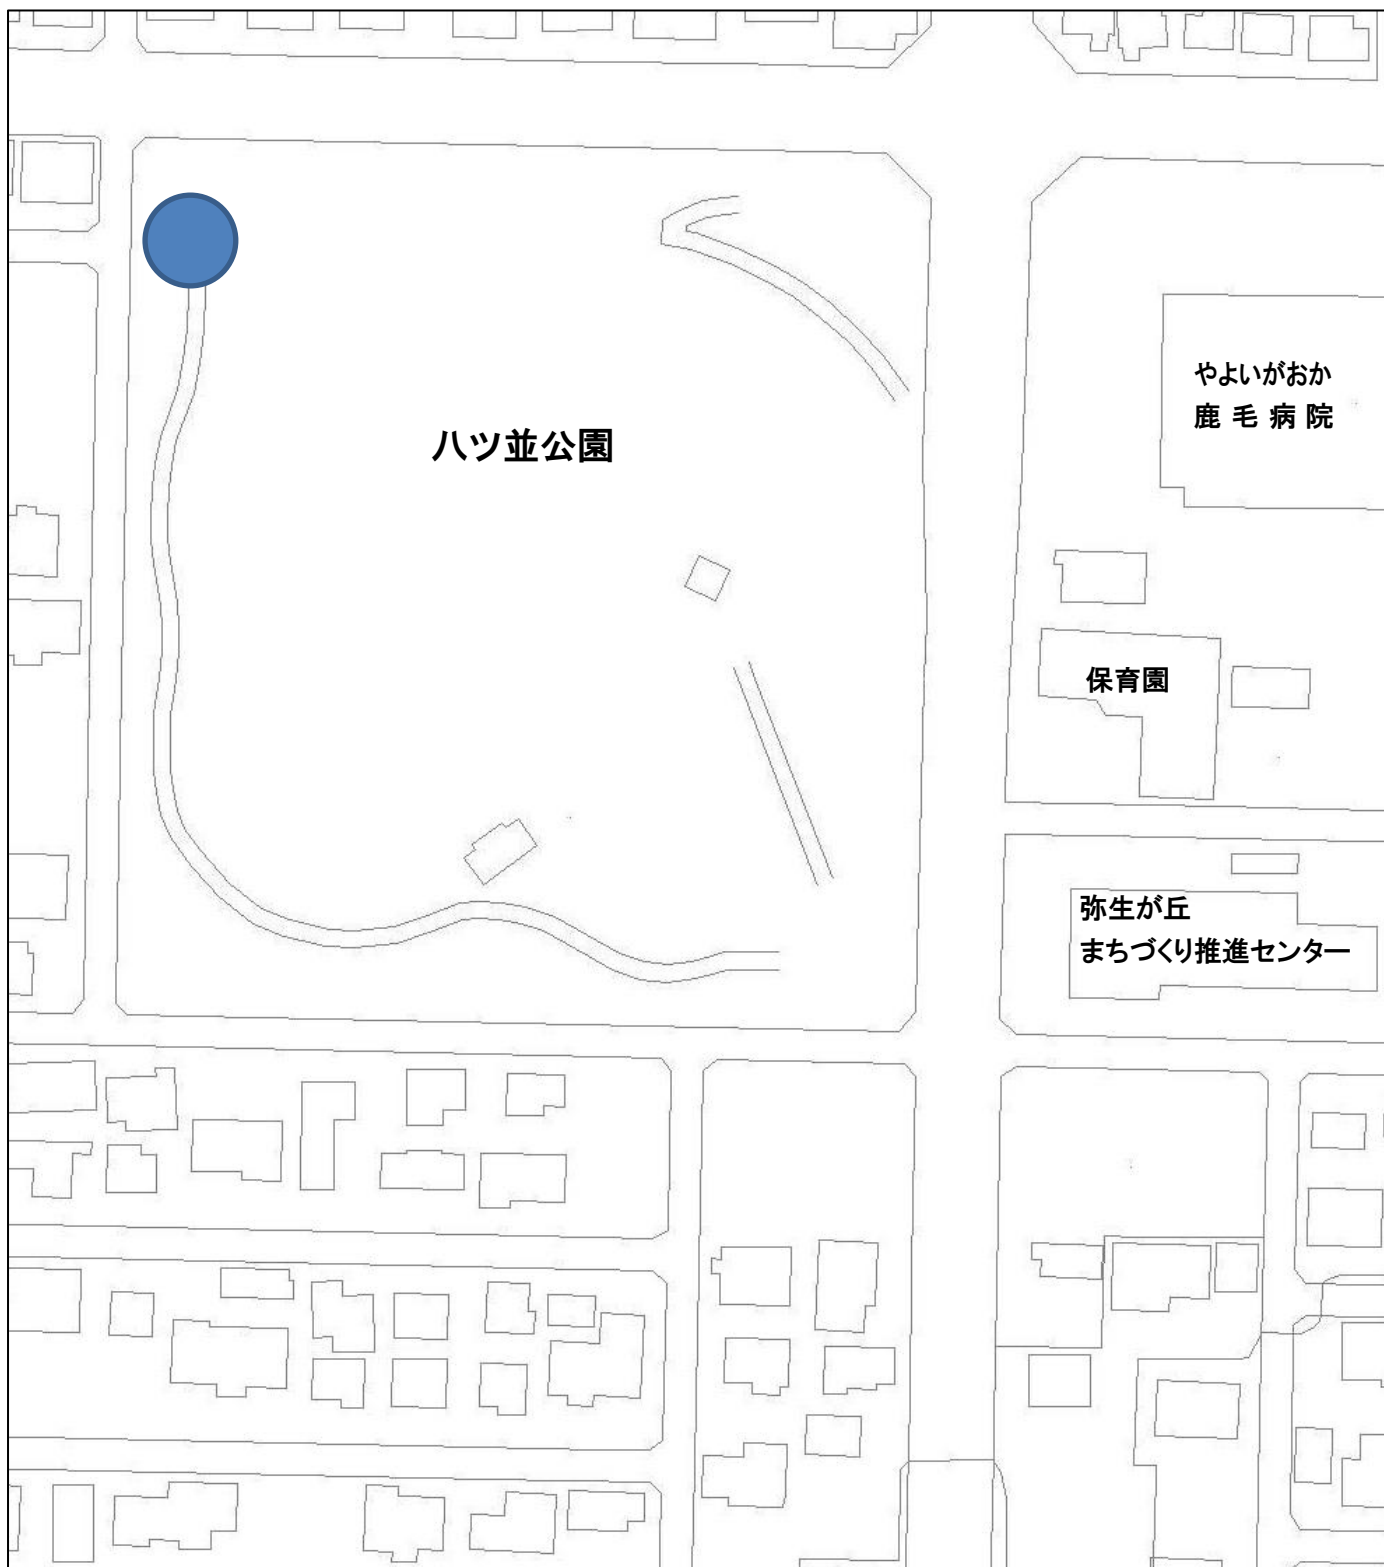 八ツ並公園
やよいがおか
鹿毛病院
保育園
弥生が丘
まちづくり推進センター